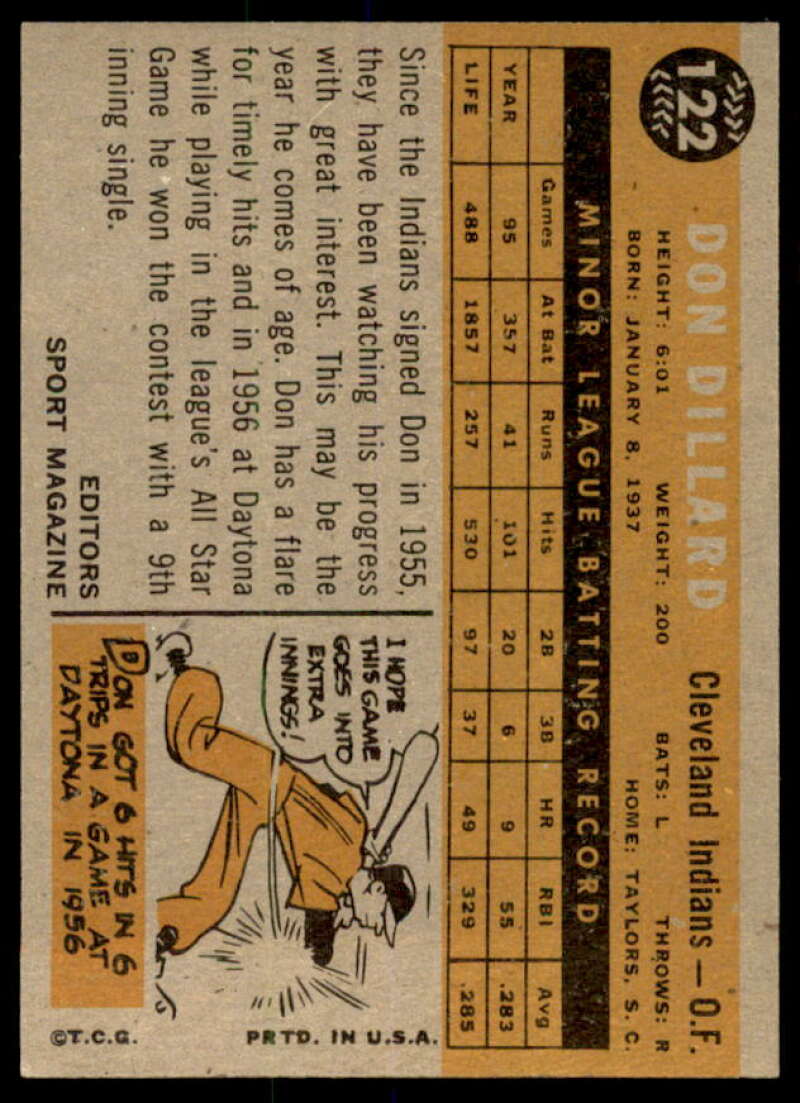 122
DON DILLARD Cleveland Indians — O.F.
HEIGHT: 6:01 WEIGHT: 200 BATS: L THROWS: R
BORN: JANUARY 8, 1937 HOME: TAYLORS, S. C.
MINOR LEAGUE BATTING RECORD
Games At Bat Runs Hits 2B 3B HR RBI Avg
YEAR 95 357 41 101 20 6 9 55 .283
LIFE 488 1857 257 530 97 37 49 329 .285
Since the Indians signed Don in 1955,
they have been watching his progress
with great interest. This may be the
year he comes of age. Don has a flare
for timely hits and in 1956 at Daytona
while playing in the league's All Star
Game he won the contest with a 9th
inning single.
EDITORS
SPORT MAGAZINE
I HOPE
THIS GAME
GOES INTO
EXTRA
INNINGS!
DON GOT 6 HITS IN 6
TRIPS IN A GAME AT
DAYTONA IN 1956
©T.C.G. PRTD. IN U.S.A.